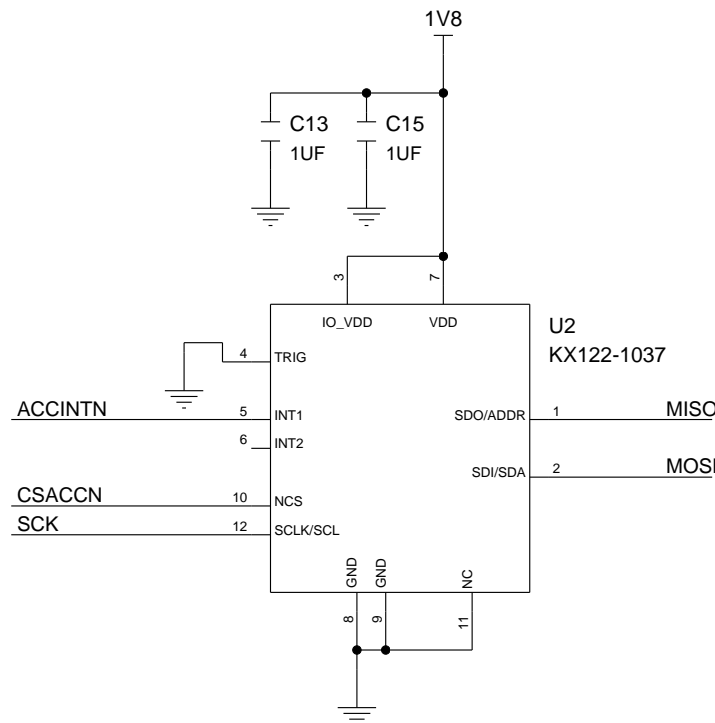 1V8
C13
1UF
C15
1UF
3
7
IO_VDD
VDD
U2
KX122-1037
4
TRIG
ACCINTN
5
INT1
SDO/ADDR
1
MISO
6
INT2
SDI/SDA
2
MOSI
CSACCN
10
NCS
SCK
12
SCLK/SCL
GND
GND
NC
8
9
11